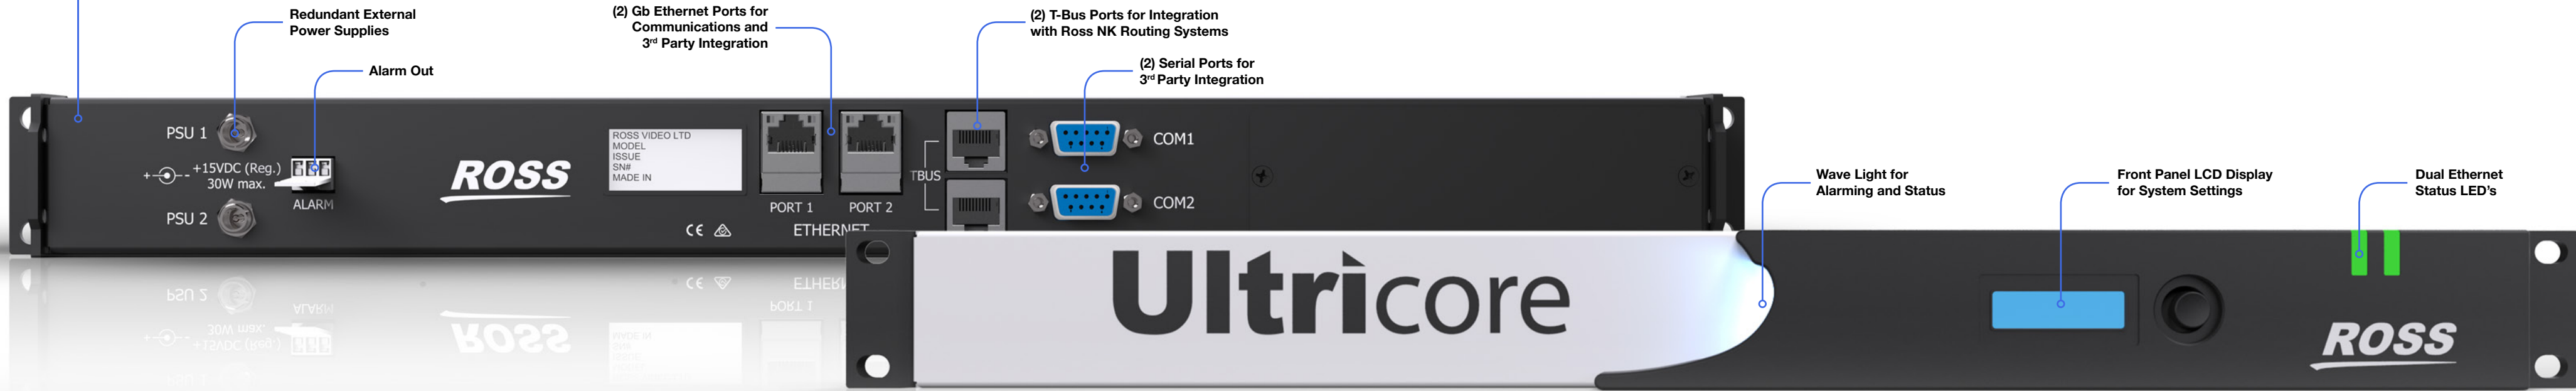 Redundant External
Power Supplies
Alarm Out
(2) Gb Ethernet Ports for
Communications and
3rd Party Integration
(2) T-Bus Ports for Integration
with Ross NK Routing Systems
(2) Serial Ports for
3rd Party Integration
PSU 1
+15VDC (Reg.)
30W max.
PSU 2
ALARM
ROSS
ROSS VIDEO LTD
MODEL
ISSUE
SN#
MADE IN
CE
PORT 1
PORT 2
ETHERNET
TBUS
COM1
COM2
Wave Light for
Alarming and Status
Front Panel LCD Display
for System Settings
Dual Ethernet
Status LED's
Ultricore
ROSS